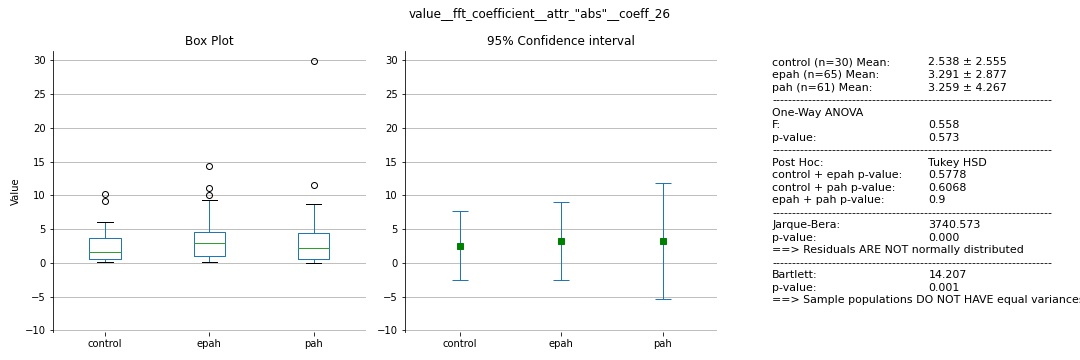 value__fft_coefficient__attr_"abs"__coeff_26
Box Plot
30
25
20
15
10
5
0
−5
−10
Value
control epah pah
95% Confidence interval
30
25
20
15
10
5
0
−5
−10
control epah pah
control (n=30) Mean: 2.538 ± 2.555
epah (n=65) Mean: 3.291 ± 2.877
pah (n=61) Mean: 3.259 ± 4.267
One-Way ANOVA
F: 0.558
p-value: 0.573
Post Hoc: Tukey HSD
control + epah p-value: 0.5778
control + pah p-value: 0.6068
epah + pah p-value: 0.9
Jarque-Bera: 3740.573
p-value: 0.000
==> Residuals ARE NOT normally distributed
Bartlett: 14.207
p-value: 0.001
==> Sample populations DO NOT HAVE equal variances